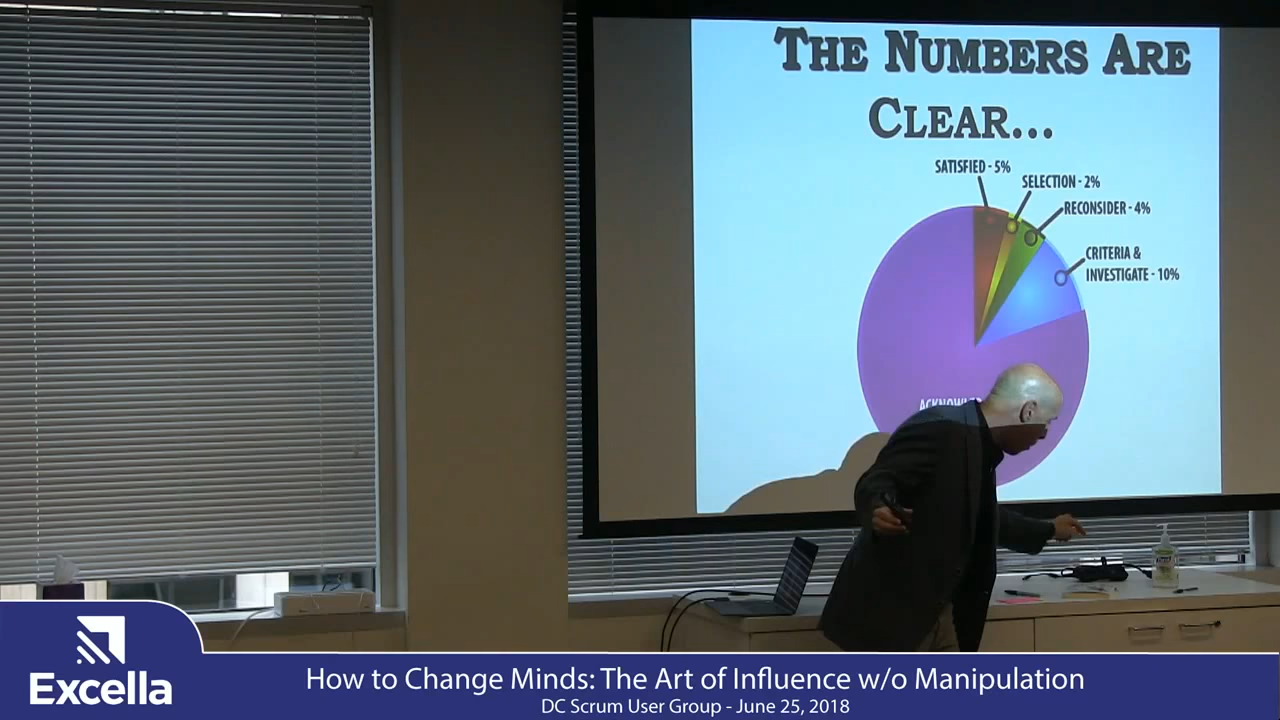 THE NUMBERS ARE
CLEAR...
SATISFIED - 5%
SELECTION - 2%
RECONSIDER - 4%
CRITERIA &
INVESTIGATE - 10%
Excella
How to Change Minds: The Art of Influence w/o Manipulation
DC Scrum User Group - June 25, 2018